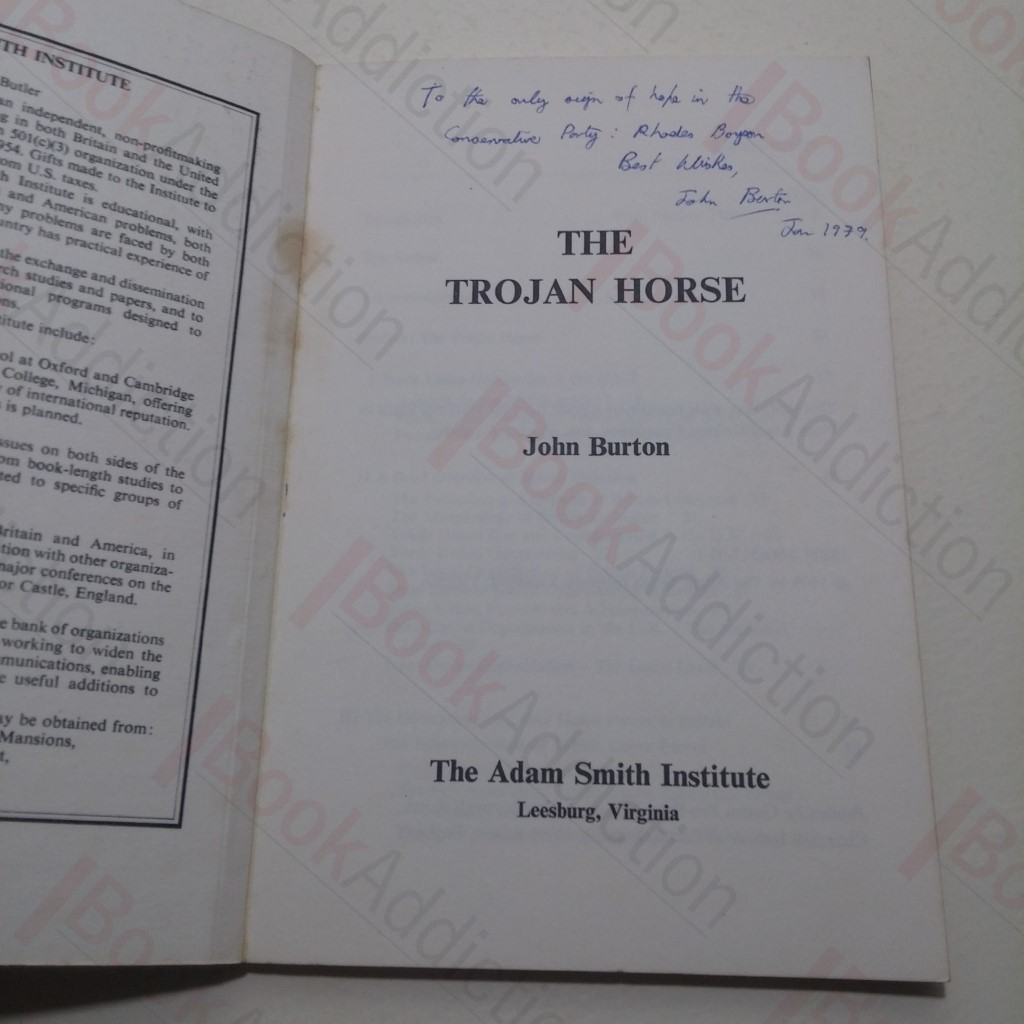 TH INSTITUTE
Butler
an independent, non-profitmaking
g in both Britain and the United
n 501(c)(3) organization under the
954. Gifts made to the Institute to
om U.S. taxes.
h Institute is educational, with
and American problems, both
ny problems are faced by both
untry has practical experience of
the exchange and dissemination
rch studies and papers, and to
tional programs designed to
ns.
titute include:
ol at Oxford and Cambridge
College, Michigan, offering
y of international reputation.
is planned.
ssues on both sides of the
om book-length studies to
ted to specific groups of
Britain and America, in
tion with other organiza-
major conferences on the
or Castle, England.
e bank of organizations
working to widen the
mmunications, enabling
e useful additions to
ay be obtained from:
Mansions,
t,
To the only origin of hope in the
Conservative Party: Rhodes Boyson
Best Wishes,
John Burton
Jan 1979.
THE
TROJAN HORSE
John Burton
The Adam Smith Institute
Leesburg, Virginia
BookAddiction